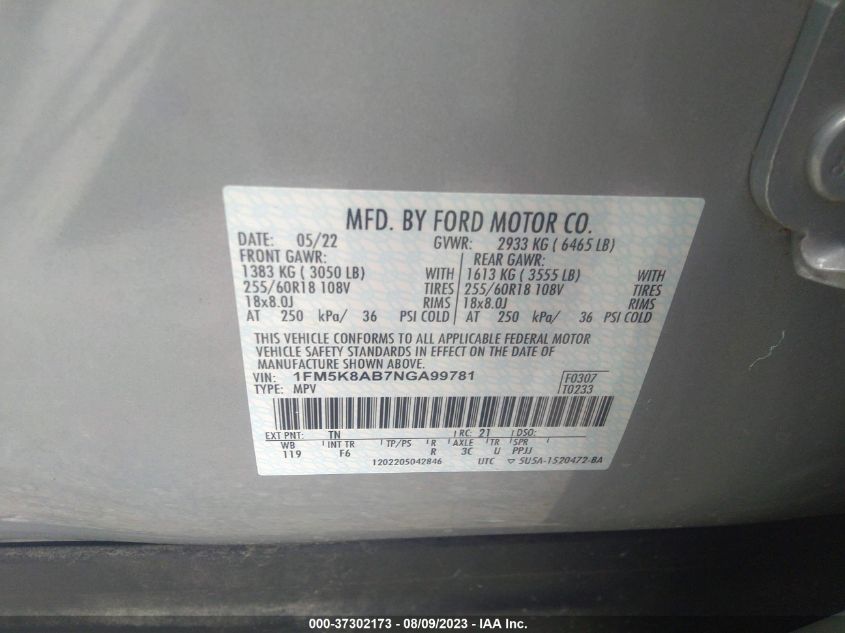 MFD. BY FORD MOTOR CO.
DATE: 05/22 GVWR: 2933 KG ( 6465 LB)
FRONT GAWR: REAR GAWR:
1383 KG ( 3050 LB) WITH 1613 KG ( 3555 LB) WITH
255/60R18 108V TIRES 255/60R18 108V TIRES
18x8.0J RIMS 18x8.0J RIMS
AT 250 kPa/ 36 PSI COLD AT 250 kPa/ 36 PSI COLD
THIS VEHICLE CONFORMS TO ALL APPLICABLE FEDERAL MOTOR
VEHICLE SAFETY STANDARDS IN EFFECT ON THE DATE OF
MANUFACTURE SHOWN ABOVE.
VIN: 1FM5K8AB7NGA99781 F0307
TYPE: MPV T0233
EXT PNT: TN RC: 21 DSO:
WB INT TR TP/PS R AXLE TR SPR
119 F6 R 3C U PPJJ
1202205042846 UTC ▽ 5U5A-1520472-BA
000-37302173 - 08/09/2023 - IAA Inc.